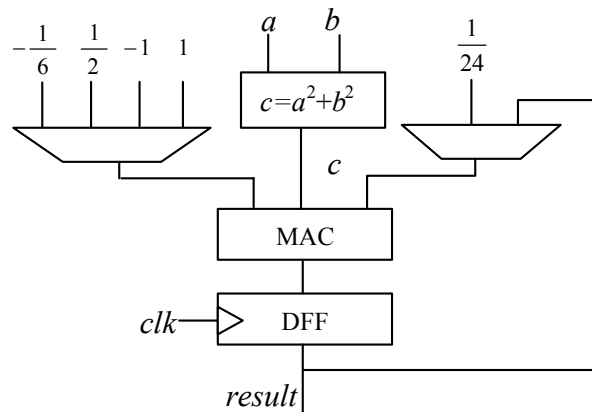 a b
−1/6 1/2 −1 1
1/24
c=a²+b²
c
MAC
clk DFF
result